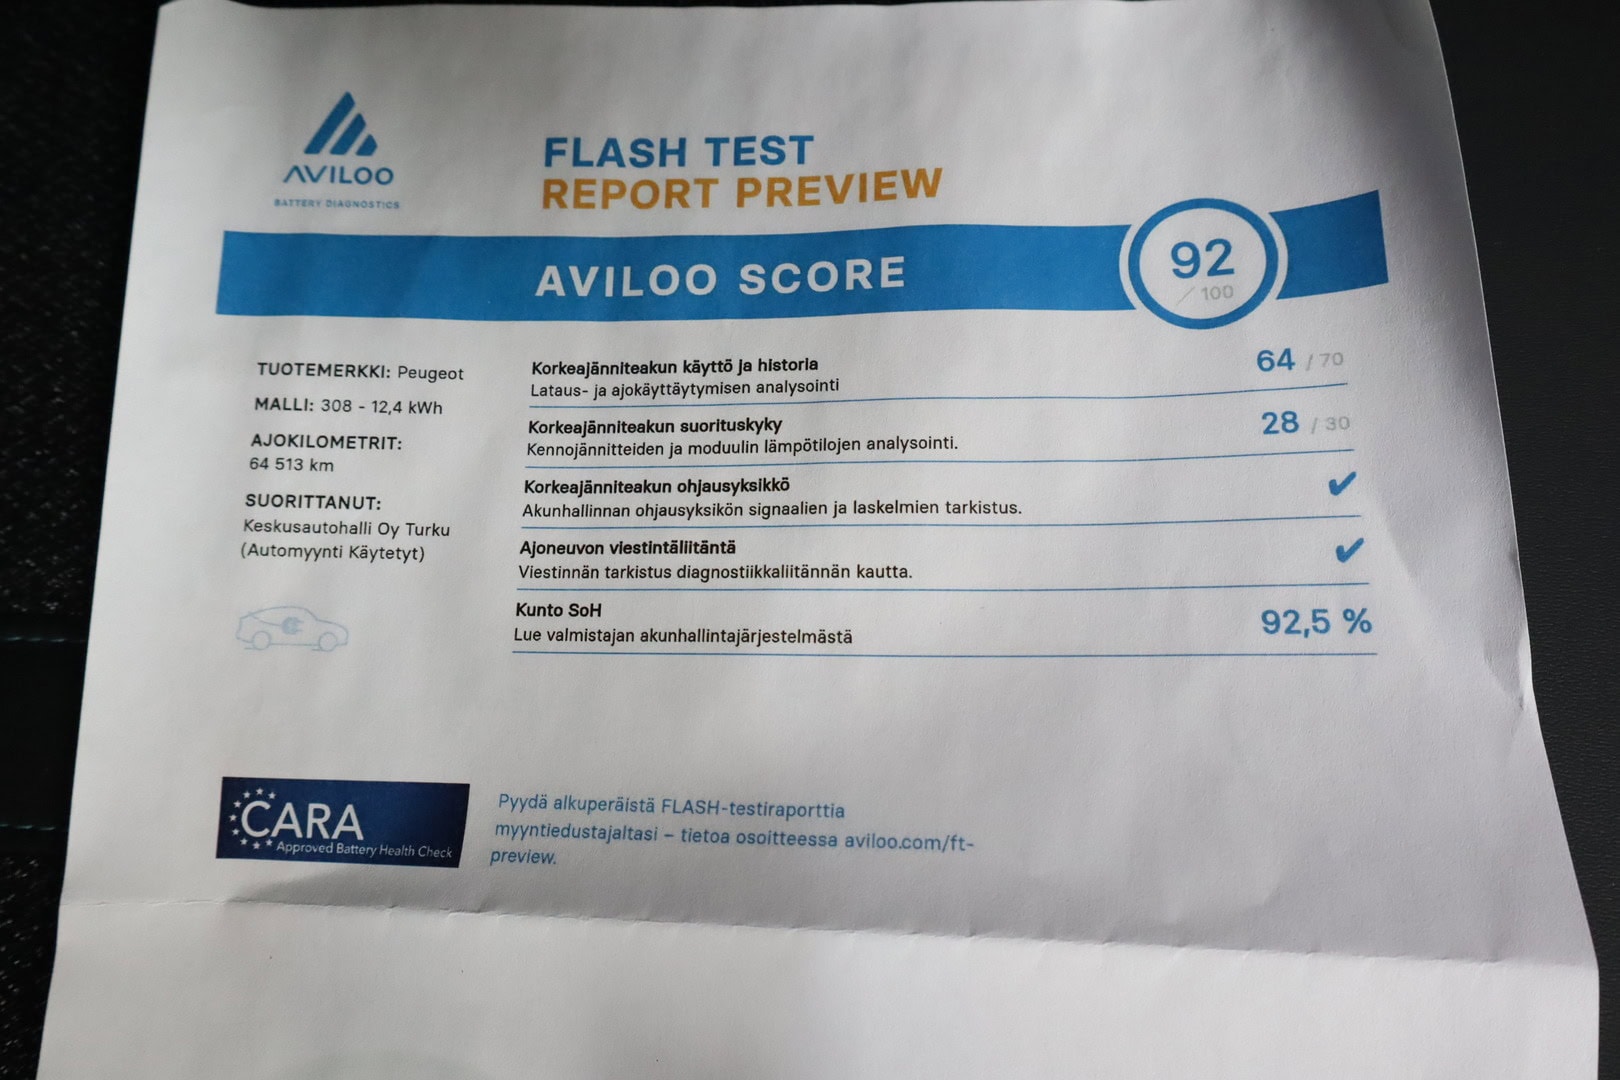 AVILOO
BATTERY DIAGNOSTICS
FLASH TEST
REPORT PREVIEW
AVILOO SCORE
92
/ 100
TUOTEMERKKI: Peugeot
MALLI: 308 - 12,4 kWh
AJOKILOMETRIT:
64 513 km
SUORITTANUT:
Keskusautohalli Oy Turku
(Automyynti Käytetyt)
Korkeajänniteakun käyttö ja historia
Lataus- ja ajokäyttäytymisen analysointi
64 / 70
Korkeajänniteakun suorituskyky
Kennojännitteiden ja moduulin lämpötilojen analysointi.
28 / 30
Korkeajänniteakun ohjausyksikkö
Akunhallinnan ohjausyksikön signaalien ja laskelmien tarkistus.
✔
Ajoneuvon viestintäliitäntä
Viestinnän tarkistus diagnostiikkaliitännän kautta.
✔
Kunto SoH
Lue valmistajan akunhallintajärjestelmästä
92,5 %
CARA
Approved Battery Health Check
Pyydä alkuperäistä FLASH-testiraporttia
myyntiedustajaltasi – tietoa osoitteessa aviloo.com/ft-
preview.